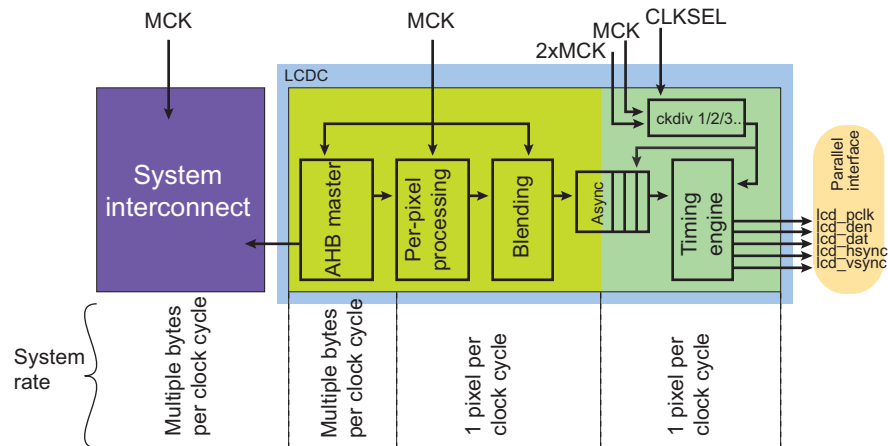 MCK
MCK
MCK
CLKSEL
2xMCK
LCDC
ckdiv 1/2/3..
System
interconnect
AHB master
Per-pixel
processing
Blending
Async
Timing
engine
Parallel
interface
lcd_pclk
lcd_den
lcd_dat
lcd_hsync
lcd_vsync
System
rate
Multiple bytes
per clock cycle
Multiple bytes
per clock cycle
1 pixel per
clock cycle
1 pixel per
clock cycle